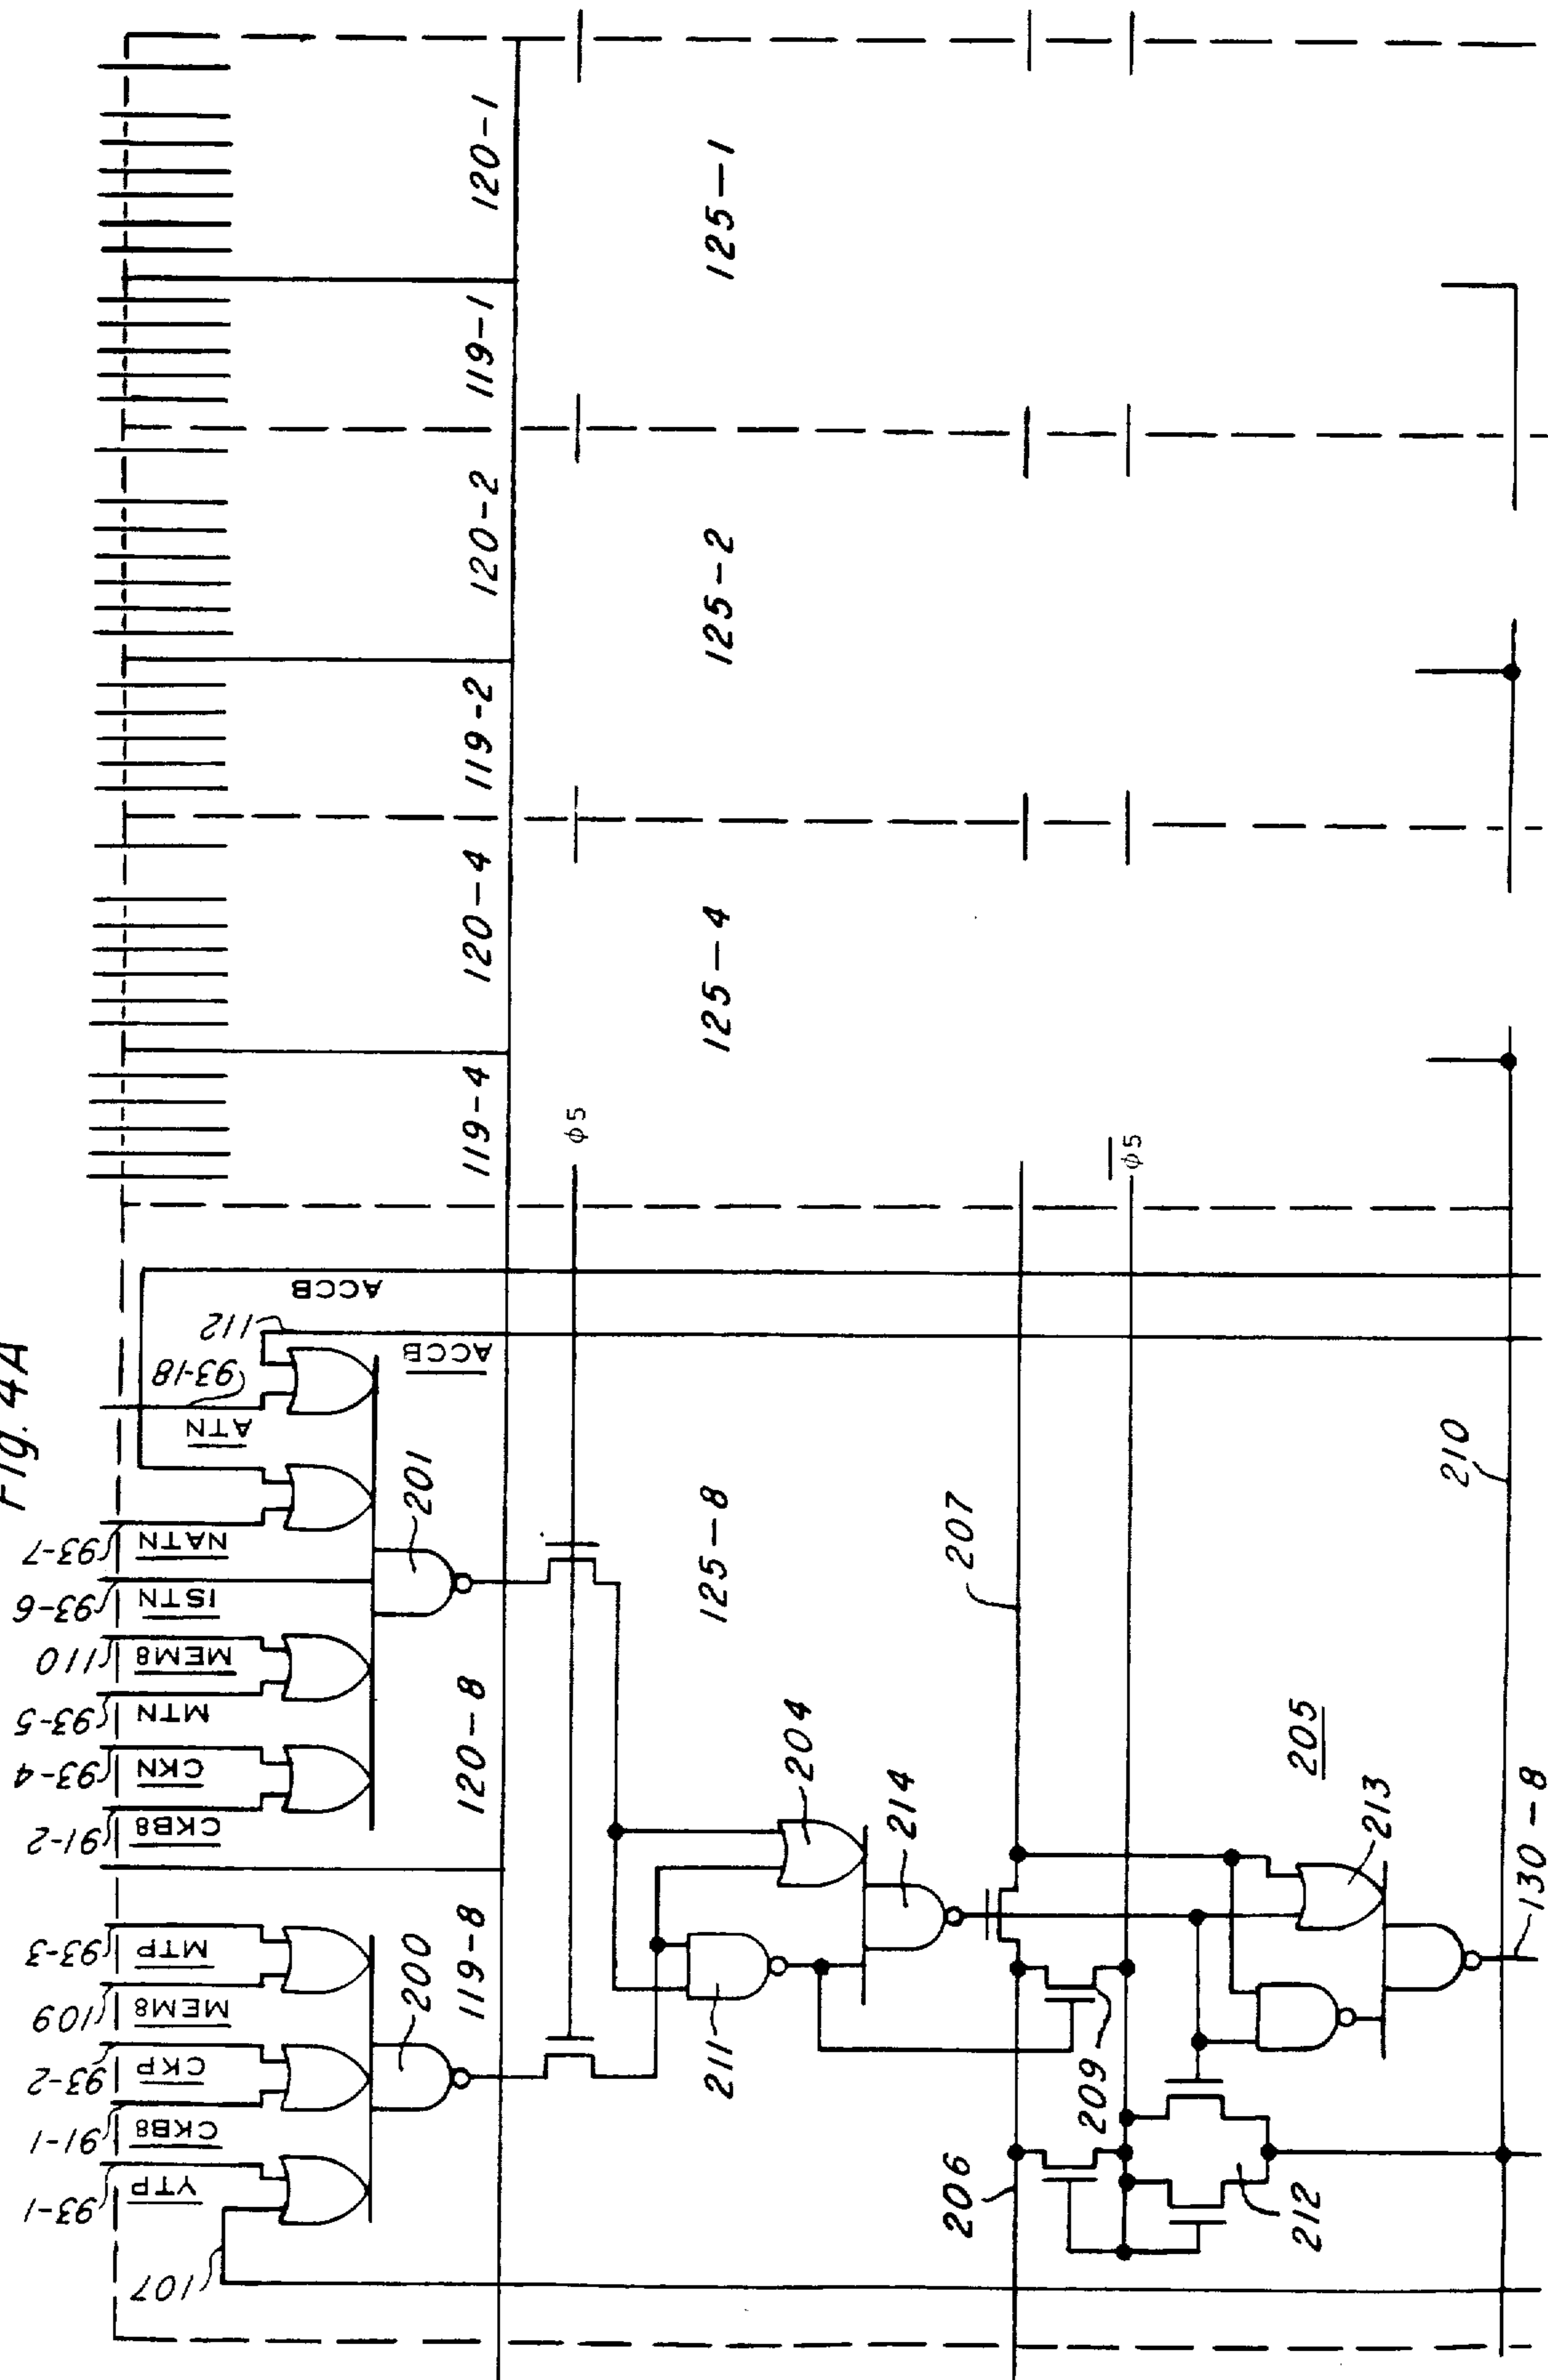 Fig. 4A
93-1
91-1
93-2
109
93-3
91-2
93-4
93-5
110
93-6
93-7
93-18
112
107
YTP
CKB8
CKP
MEM8
MTP
CKB8
CKN
MTN
MEM8
ISTN
NATN
ATN
ACCB
ACCB
200
201
119-8
120-8
119-4
120-4
119-2
120-2
119-1
120-1
φ5
125-8
125-4
125-2
125-1
211
204
214
206
207
209
φ5
212
205
213
210
130-8